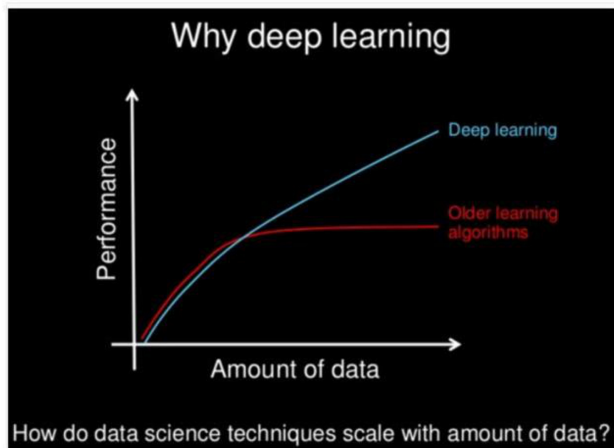 Why deep learning
Performance
Deep learning
Older learning
algorithms
Amount of data
How do data science techniques scale with amount of data?